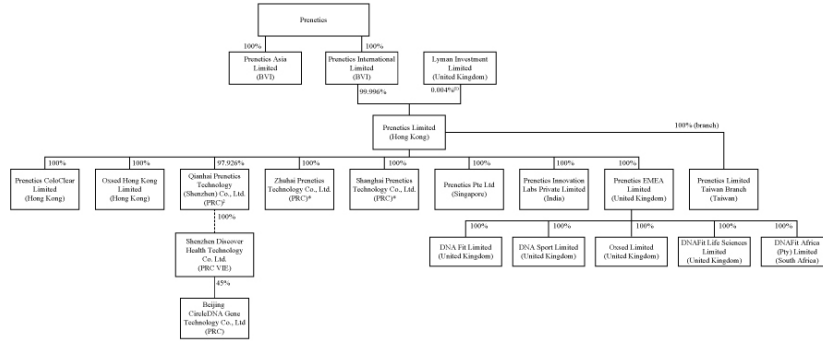 Prenetics
100%
100%
Prenetics Asia
Limited
(BVI)
Prenetics International
Limited
(BVI)
Lyman Investment
Limited
(United Kingdom)
99.996%
0.004%⁽¹⁾
Prenetics Limited
(Hong Kong)
100% (branch)
100%
100%
97.926%
100%
100%
100%
100%
100%
Prenetics ColoClear
Limited
(Hong Kong)
Oxsed Hong Kong
Limited
(Hong Kong)
Qianhai Prenetics
Technology
(Shenzhen) Co., Ltd.
(PRC)
Zhuhai Prenetics
Technology Co., Ltd.
(PRC)
Shanghai Prenetics
Technology Co., Ltd.
(PRC)
Prenetics Pte Ltd
(Singapore)
Prenetics Innovation
Labs Private Limited
(India)
Prenetics EMEA
Limited
(United Kingdom)
Prenetics Limited
Taiwan Branch
(Taiwan)
100%
Shenzhen Discover
Health Technology
Co. Ltd.
(PRC VIE)
45%
Beijing
CircleDNA Gene
Technology Co., Ltd
(PRC)
100%
100%
100%
100%
100%
DNA Fit Limited
(United Kingdom)
DNA Sport Limited
(United Kingdom)
Oxsed Limited
(United Kingdom)
DNAFit Life Sciences
Limited
(United Kingdom)
DNAFit Africa
(Pty) Limited
(South Africa)